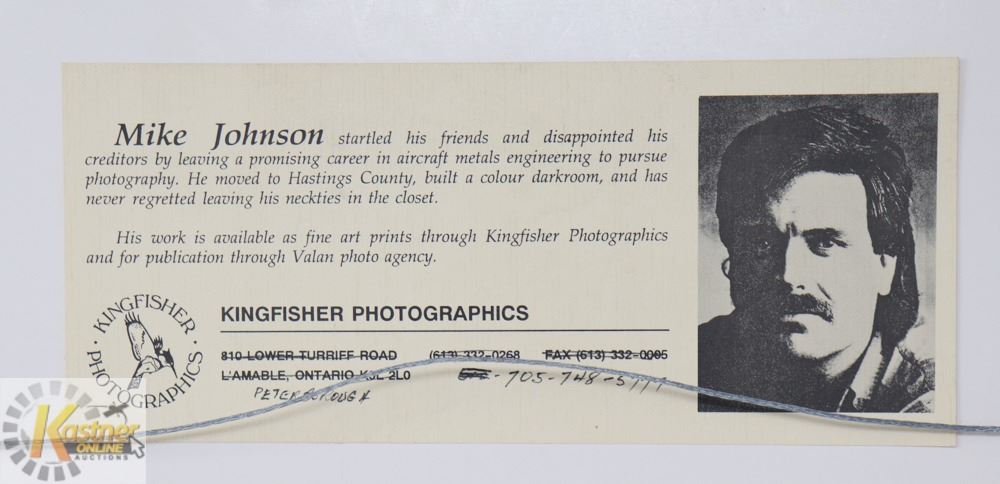 Mike Johnson startled his friends and disappointed his
creditors by leaving a promising career in aircraft metals engineering to pursue
photography. He moved to Hastings County, built a colour darkroom, and has
never regretted leaving his neckties in the closet.
His work is available as fine art prints through Kingfisher Photographics
and for publication through Valan photo agency.
KINGFISHER PHOTOGRAPHICS
KINGFISHER PHOTOGRAPHICS
810 LOWER TURRIFF ROAD (613) 332-0268 FAX (613) 332-0005
L'AMABLE, ONTARIO K0L 2L0 705-748-
PETERBOROUGH
Kastner
ONLINE
AUCTIONS